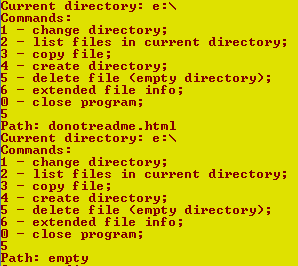 Current directory: e:\
Commands:
1 - change directory;
2 - list files in current directory;
3 - copy file;
4 - create directory;
5 - delete file (empty directory);
6 - extended file info;
0 - close program;
5
Path: donotreadme.html
Current directory: e:\
Commands:
1 - change directory;
2 - list files in current directory;
3 - copy file;
4 - create directory;
5 - delete file (empty directory);
6 - extended file info;
0 - close program;
5
Path: empty